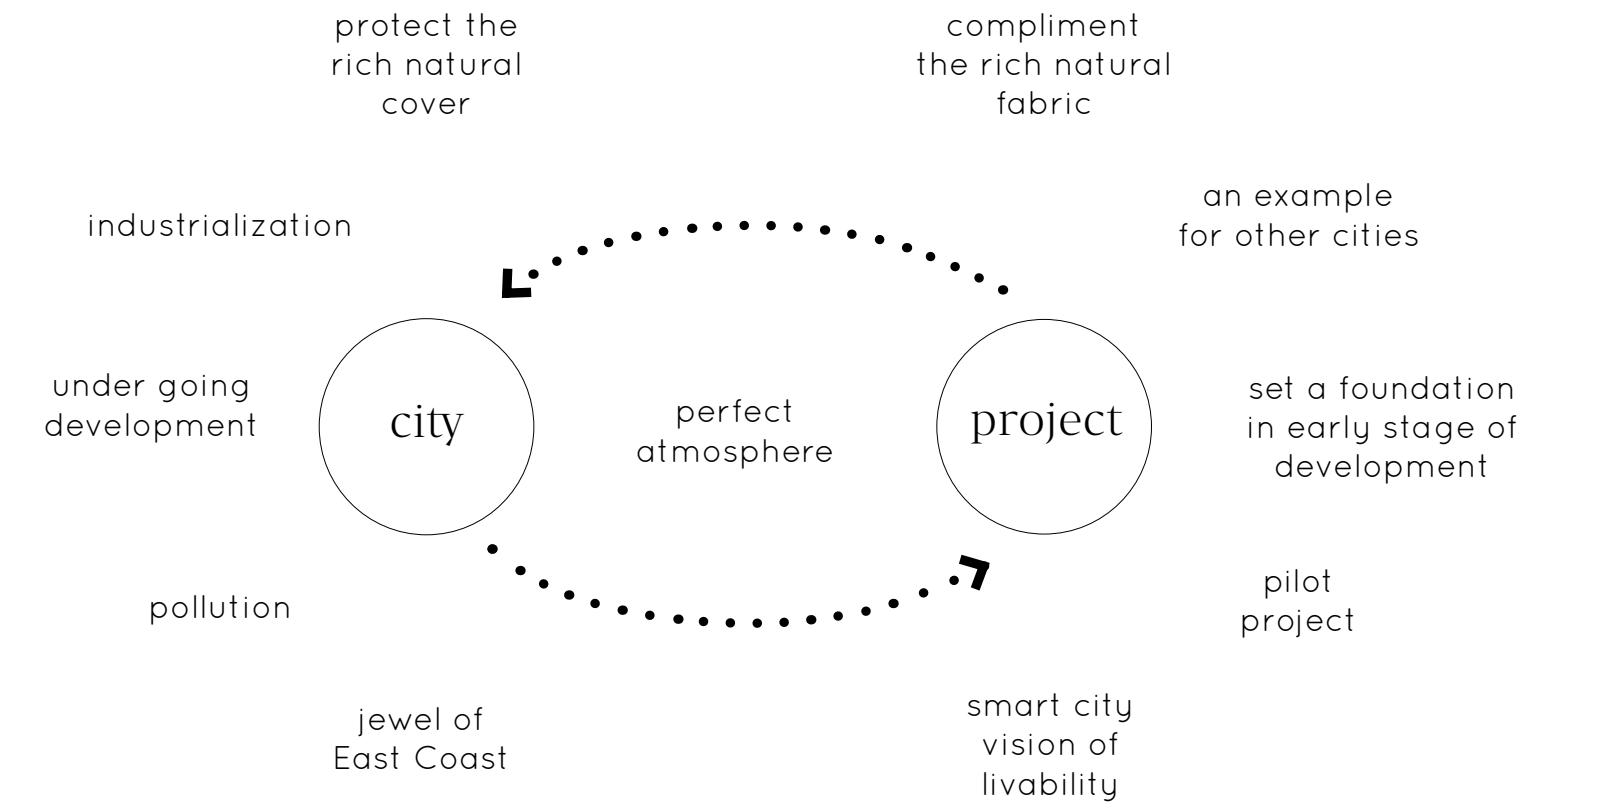 protect the
rich natural
cover
compliment
the rich natural
fabric
industrialization
an example
for other cities
under going
development
city
perfect
atmosphere
project
set a foundation
in early stage of
development
pollution
pilot
project
jewel of
East Coast
smart city
vision of
livability